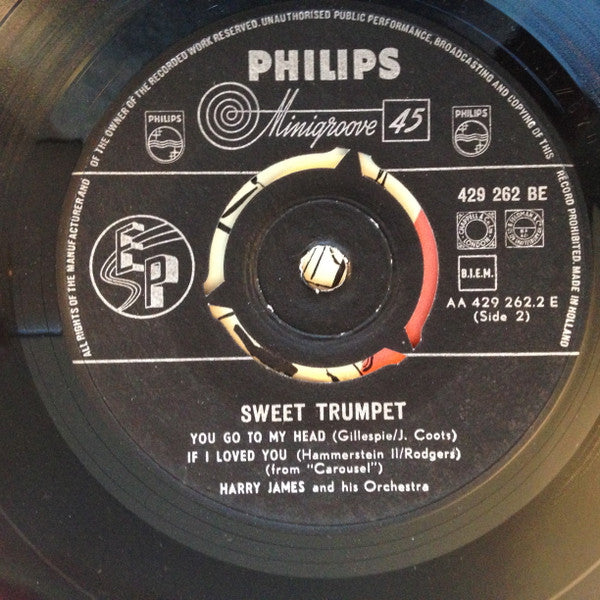 ALL RIGHTS OF THE MANUFACTURER AND OF THE OWNER OF THE RECORDED WORK RESERVED. UNAUTHORISED PUBLIC PERFORMANCE, BROADCASTING AND COPYING OF THIS RECORD PROHIBITED. MADE IN HOLLAND
PHILIPS
Minigroove 45
PHILIPS
PHILIPS
429 262 BE
EP
CHAPPELL & CO
LONDON
B.I.E.M.
AA 429 262.2 E
(Side 2)
SWEET TRUMPET
YOU GO TO MY HEAD (Gillespie/J. Coots)
IF I LOVED YOU (Hammerstein II/Rodgers)
(from "Carousel")
HARRY JAMES and his Orchestra